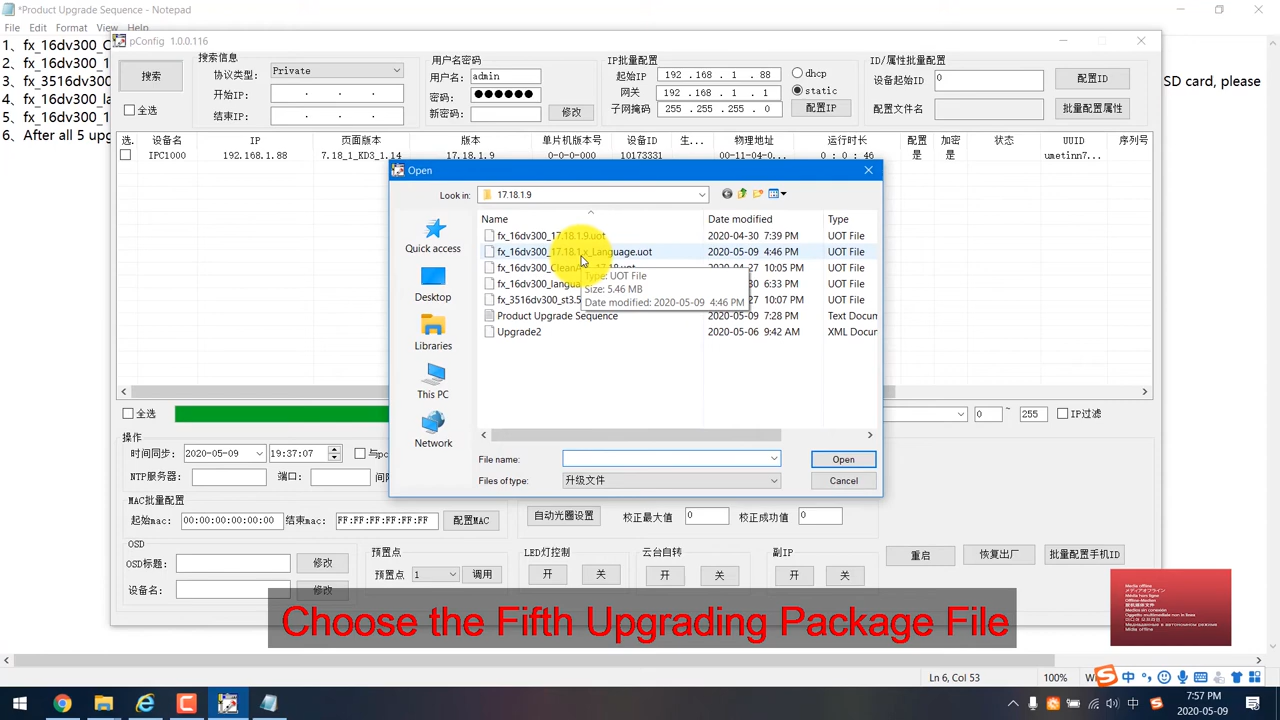 *Product Upgrade Sequence - Notepad
File Edit Format View Help
1、fx_16dv300_C
2、fx_16dv300_1
3、fx_3516dv300 SD card, please
4、fx_16dv300_la
5、fx_16dv300_1
6、After all 5 upg
pConfig 1.0.0.116
搜索
搜索信息
协议类型: Private
开始IP: . . .
结束IP: . . .
全选
用户名密码
用户名: admin
密码: ●●●●●●
新密码: 修改
IP批量配置
起始IP 192 .168 . 1 . 88
网关 192 .168 . 1 . 1
子网掩码 255 .255 .255 . 0
dhcp
static
配置IP
ID/属性批量配置
设备起始ID 0 配置ID
配置文件名 批量配置属性
选. 设备名 IP 页面版本 版本 单片机版本号 设备ID 生... 物理地址 运行时长 配置 加密 状态 UUID 序列号
IPC1000 192.168.1.88 7.18_1_KD3_1.14 17.18.1.9 0-0-0-000 10173331 00-11-04-0... 0 : 0 : 46 是 是 umetinn7...
Open
Look in: 17.18.1.9
Name Date modified Type
fx_16dv300_17.18.1.9.uot 2020-04-30 7:39 PM UOT File
fx_16dv300_17.18.1.x_Language.uot 2020-05-09 4:46 PM UOT File
10:05 PM UOT File
6:33 PM UOT File
fx_3516dv300_st3.5 10:07 PM UOT File
Product Upgrade Sequence 2020-05-09 7:28 PM Text Docum
Upgrade2 2020-05-06 9:42 AM XML Docum
Type: UOT File
Size: 5.46 MB
Date modified: 2020-05-09 4:46 PM
Quick access
Desktop
Libraries
This PC
Network
File name: Open
Files of type: 升级文件 Cancel
全选 0 ~ 255 IP过滤
操作
时间同步: 2020-05-09 19:37:07 与pc
NTP服务器: 端口:
MAC批量配置
起始mac: 00:00:00:00:00:00 结束mac: FF:FF:FF:FF:FF:FF 配置MAC
自动光圈设置 校正最大值 0 校正成功值 0
OSD
OSD标题: 修改
设备名: 修改
预置点
预置点 1 调用
LED灯控制
开 关
云台自转
开 关
副IP
开 关
重启 恢复出厂 批量配置手机ID
Choose Fifth Upgrading Package File
Media offline
Ln 6, Col 53 100%
中
中
7:57 PM
2020-05-09